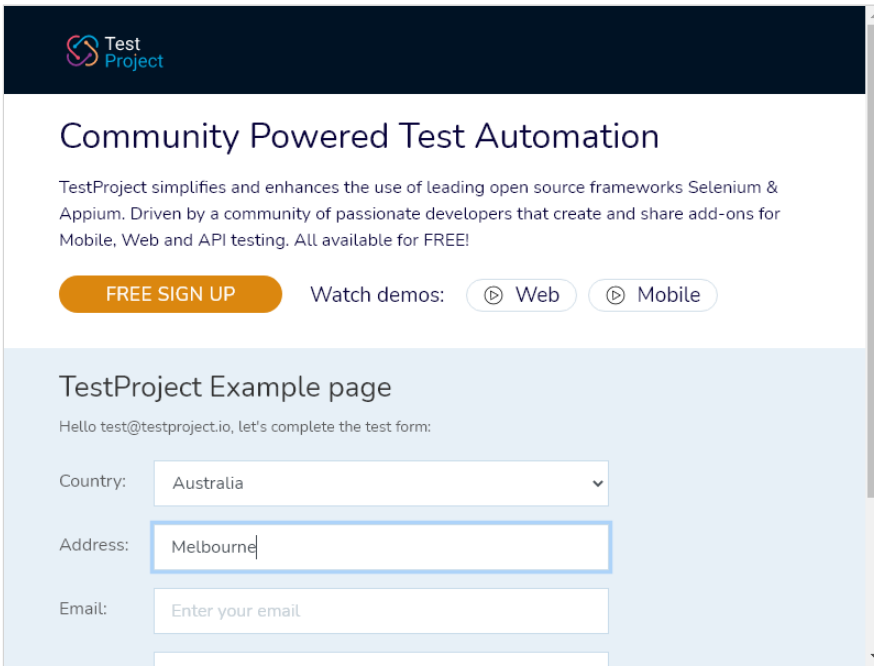 Test
Project
Community Powered Test Automation
TestProject simplifies and enhances the use of leading open source frameworks Selenium &
Appium. Driven by a community of passionate developers that create and share add-ons for
Mobile, Web and API testing. All available for FREE!
FREE SIGN UP Watch demos: Web Mobile
TestProject Example page
Hello test@testproject.io, let's complete the test form:
Country: Australia
Address: Melbourne
Email: Enter your email